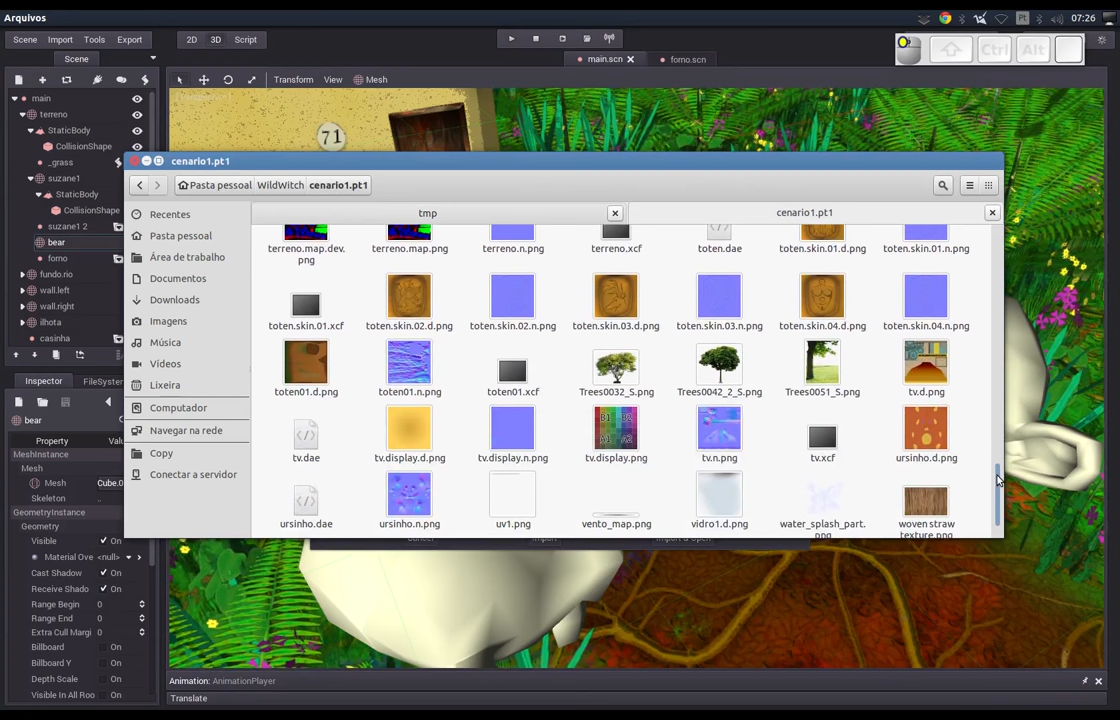 Arquivos
Pt
07:26
Scene Import Tools Export
2D 3D Script
Ctrl Alt
Scene
main.scn forno.scn
Transform View Mesh
main
terreno
StaticBody
CollisionShape
_grass
suzane1
StaticBody
CollisionShape
suzane1 2
bear
forno
fundo.rio
wall.left
wall.right
ilhota
casinha
71
cenario1.pt1
Pasta pessoal WildWitch cenario1.pt1
tmp cenario1.pt1
Recentes
Pasta pessoal
Área de trabalho
Documentos
Downloads
Imagens
Música
Vídeos
Lixeira
Computador
Navegar na rede
Copy
Conectar a servidor
terreno.map.dev.
png
terreno.map.png
terreno.n.png
terreno.xcf
toten.dae
toten.skin.01.d.png
toten.skin.01.n.png
toten.skin.01.xcf
toten.skin.02.d.png
toten.skin.02.n.png
toten.skin.03.d.png
toten.skin.03.n.png
toten.skin.04.d.png
toten.skin.04.n.png
toten01.d.png
toten01.n.png
toten01.xcf
Trees0032_S.png
Trees0042_2_S.png
Trees0051_S.png
tv.d.png
B1 B2
A1 A2
tv.dae
tv.display.d.png
tv.display.n.png
tv.display.png
tv.n.png
tv.xcf
ursinho.d.png
ursinho.dae
ursinho.n.png
uv1.png
vento_map.png
vidro1.d.png
water_splash_part.
png
woven straw
texture.png
Inspector FileSystem
bear
Property Valu
MeshInstance
Mesh
Mesh Cube.0
Skeleton ..
GeometryInstance
Geometry
Visible On
Material Ove <null>
Cast Shadow On
Receive Shado On
Range Begin 0
Range End 0
Extra Cull Margi 0
Billboard On
Billboard Y On
Depth Scale On
Visible In All Roo On
Animation: AnimationPlayer
Translate